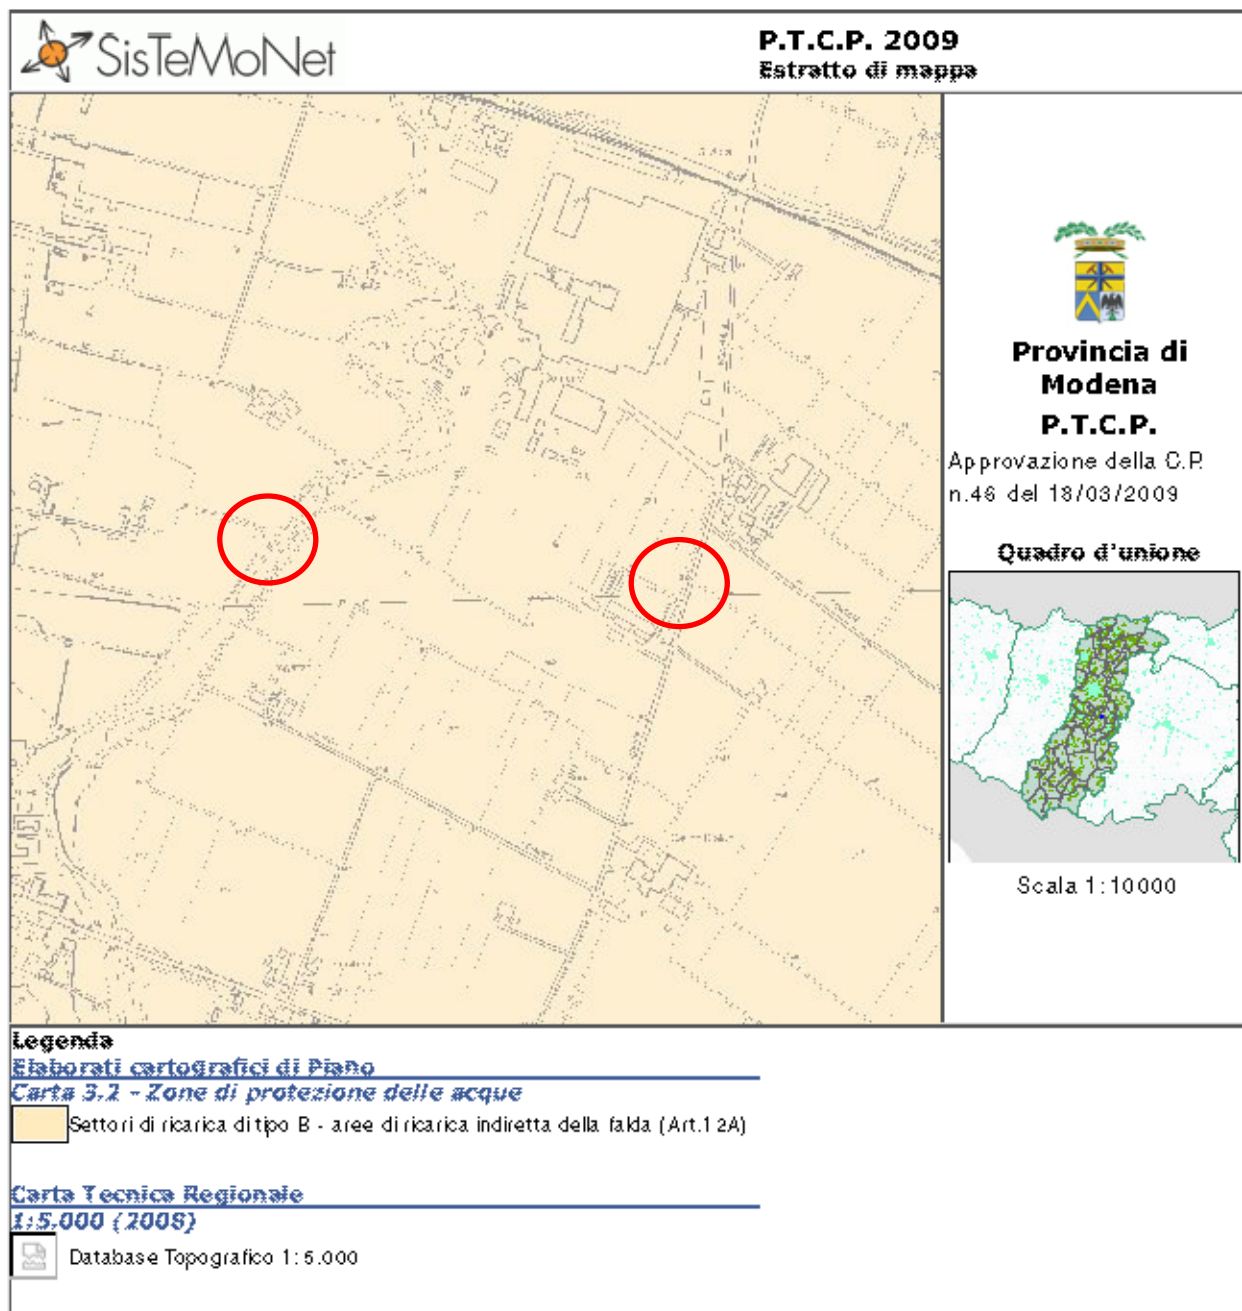 SisTeMoNet
P.T.C.P. 2009
Estratto di mappa
Provincia di
Modena
P.T.C.P.
Approvazione della C.P.
n.46 del 18/03/2009
Quadro d'unione
Scala 1:10000
Legenda
Elaborati cartografici di Piano
Carta 3.2 - Zone di protezione delle acque
Settori di ricarica di tipo B - aree di ricarica indiretta della falda (Art.12A)
Carta Tecnica Regionale
1:5.000 (2008)
Database Topografico 1:5.000